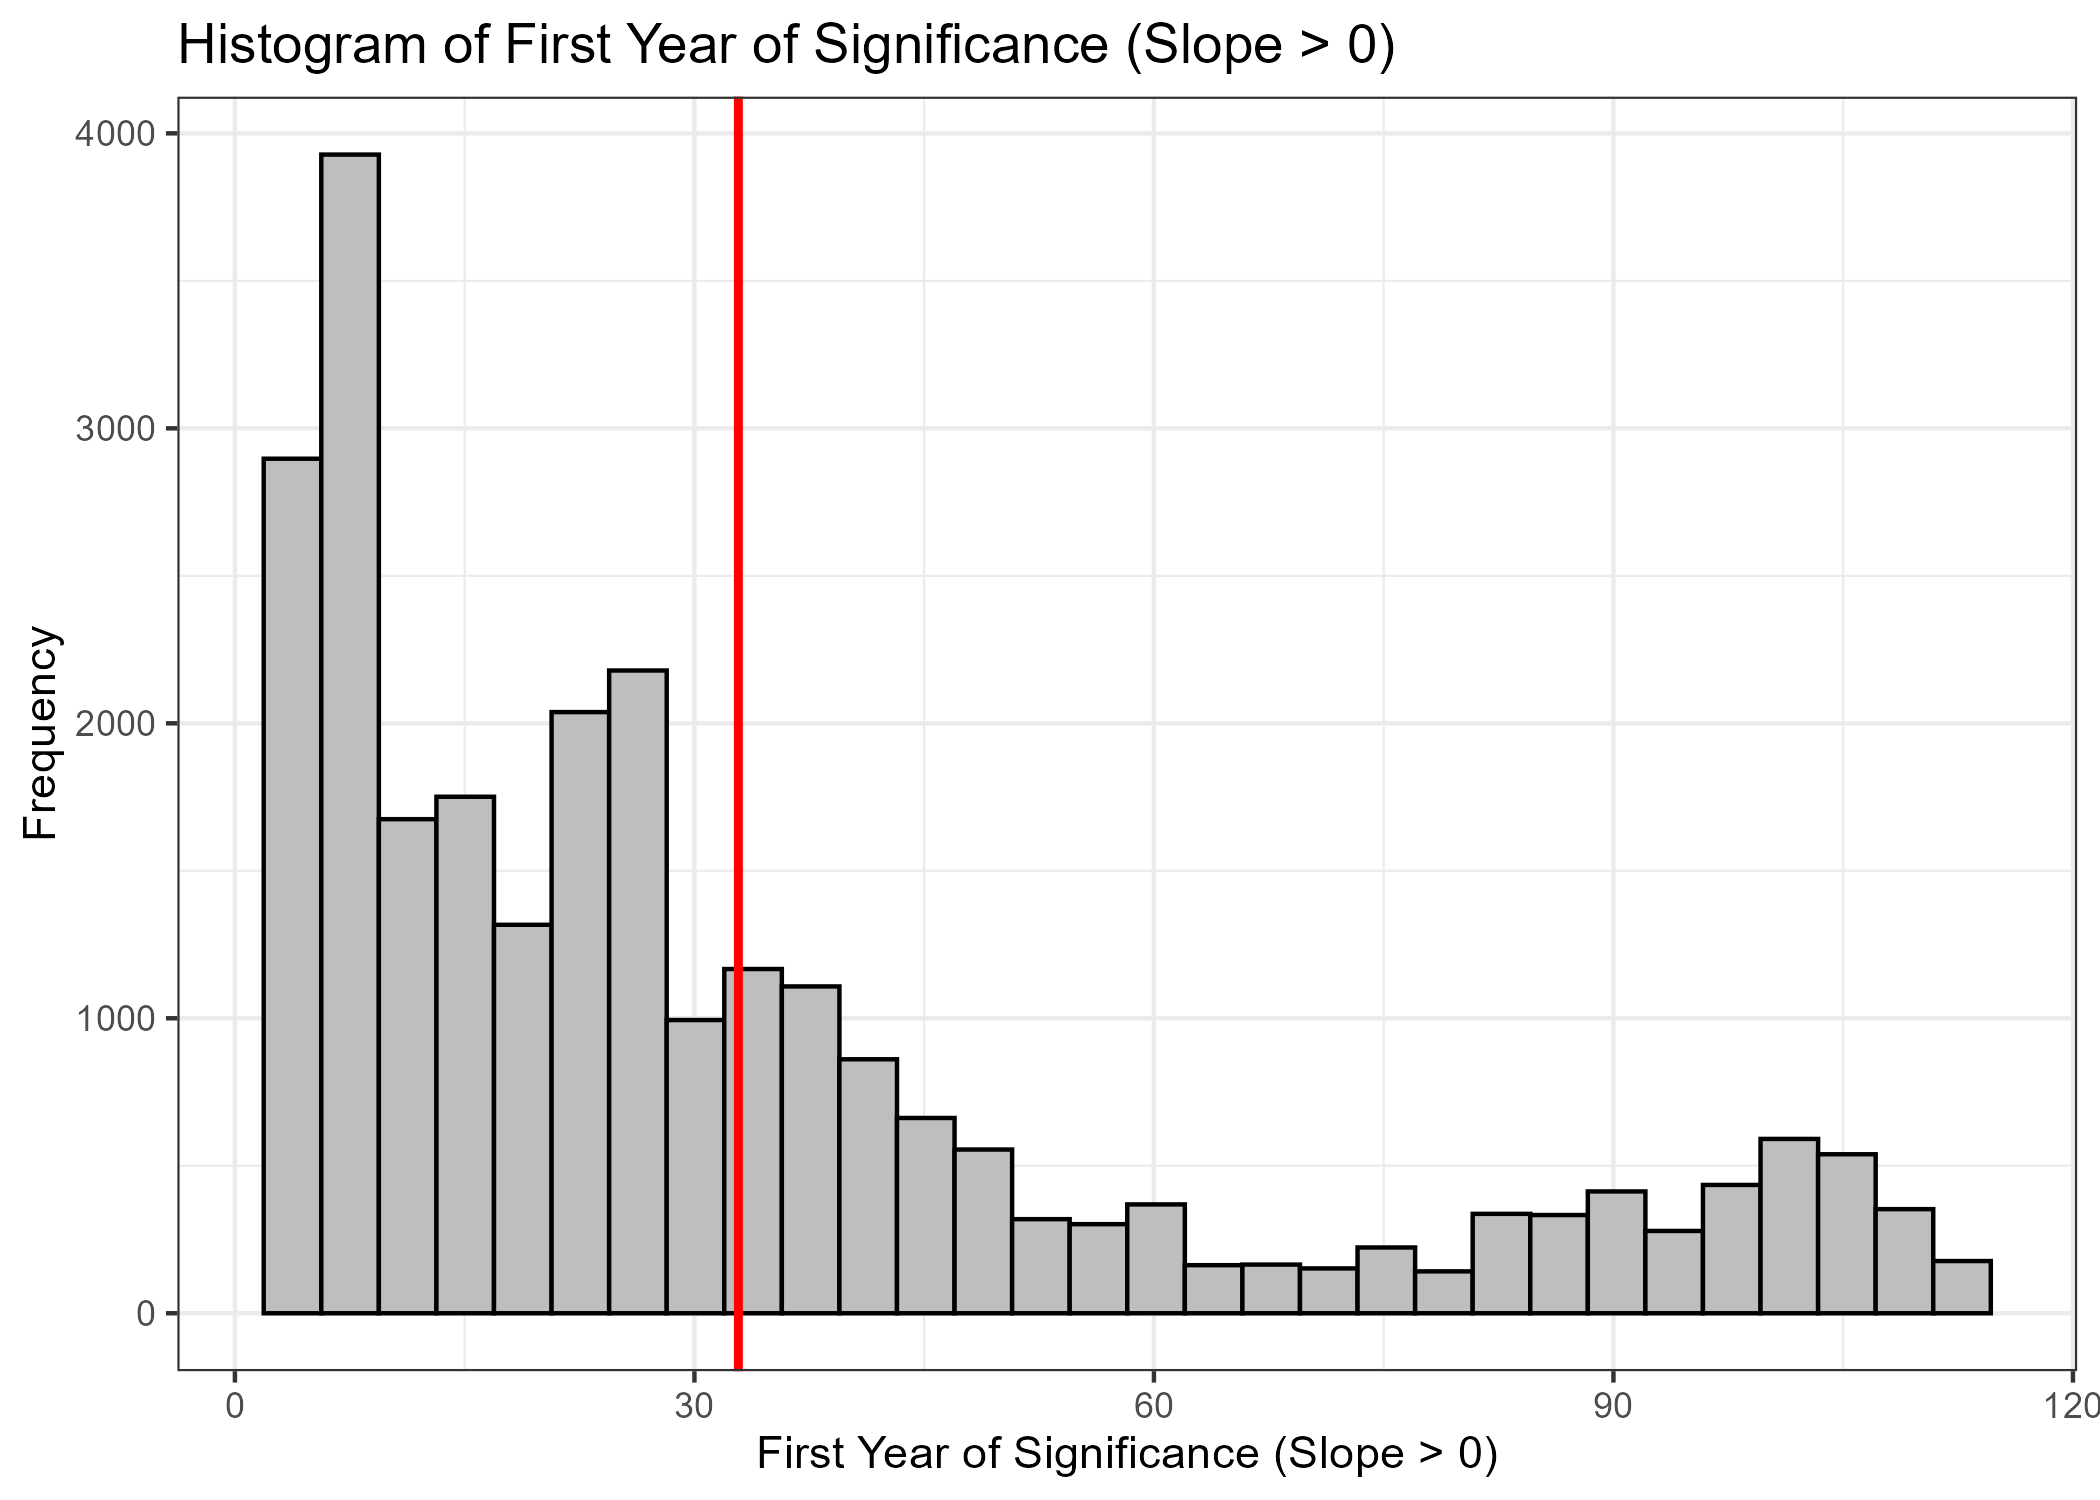 Histogram of First Year of Significance (Slope > 0)
4000
3000
2000
1000
0
Frequency
0 30 60 90 120
First Year of Significance (Slope > 0)